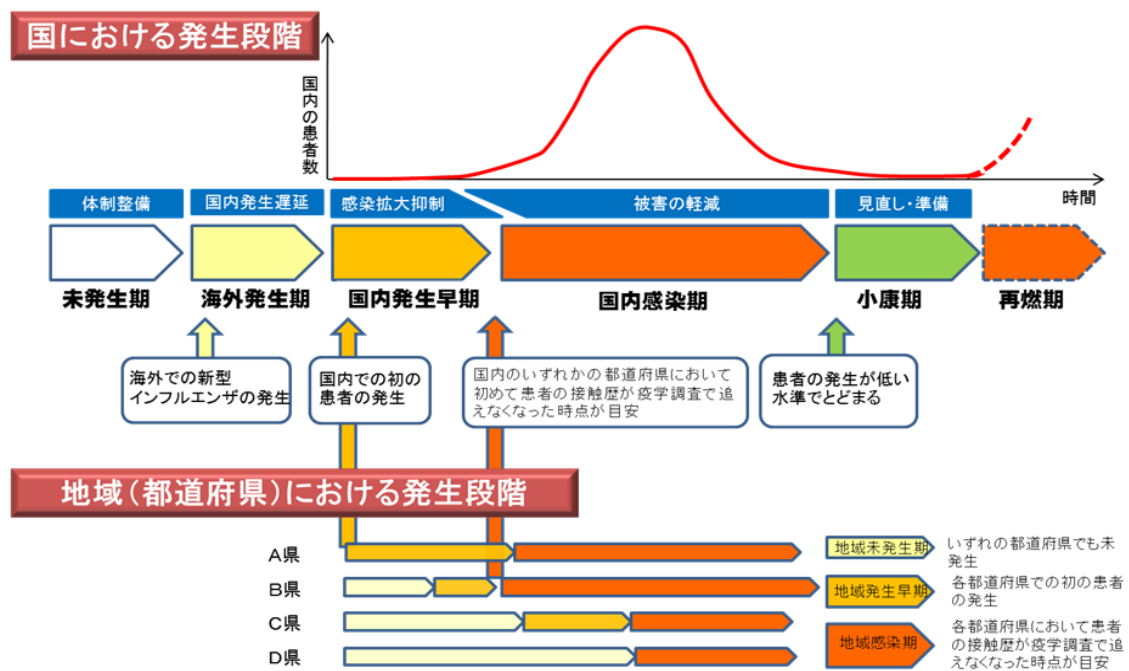 国における発生段階
国内の患者数
時間
体制整備
国内発生遅延
感染拡大抑制
被害の軽減
見直し・準備
未発生期
海外発生期
国内発生早期
国内感染期
小康期
再燃期
海外での新型
インフルエンザの発生
国内での初の
患者の発生
国内のいずれかの都道府県において
初めて患者の接触歴が疫学調査で追
えなくなった時点が目安
患者の発生が低い
水準でとどまる
地域(都道府県)における発生段階
A県
B県
C県
D県
地域未発生期
いずれの都道府県でも未
発生
地域発生早期
各都道府県での初の患者
の発生
地域感染期
各都道府県において患者
の接触歴が疫学調査で追
えなくなった時点が目安